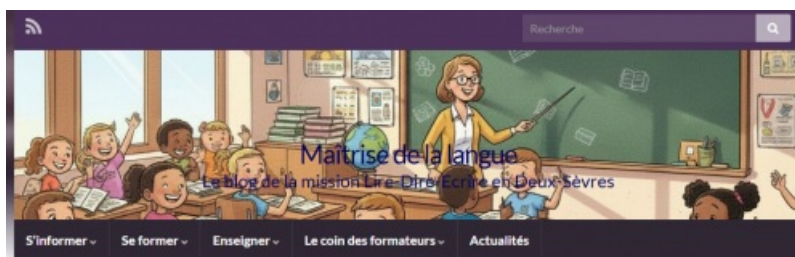 Recherche
Maîtrise de la langue
Le blog de la mission Lire-Dire-Ecrire en Deux-Sèvres
S'informer
Se former
Enseigner
Le coin des formateurs
Actualités